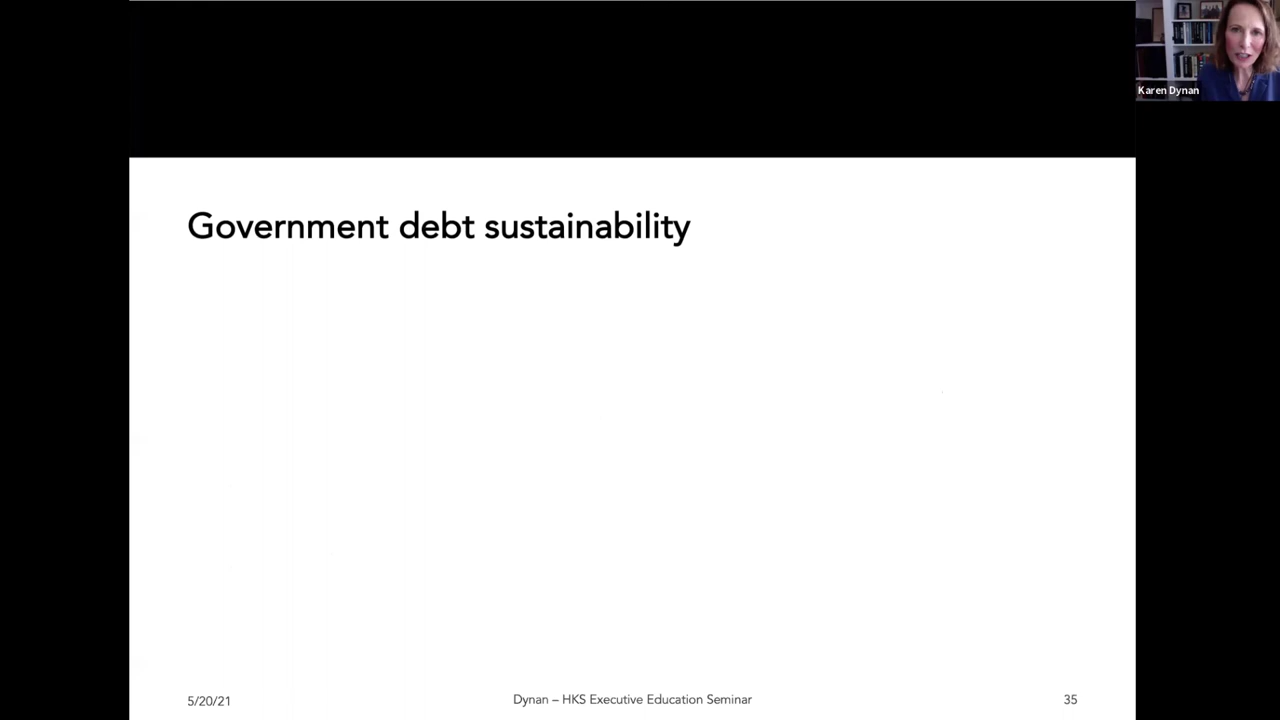 Karen Dynan
Government debt sustainability
5/20/21
Dynan – HKS Executive Education Seminar
35